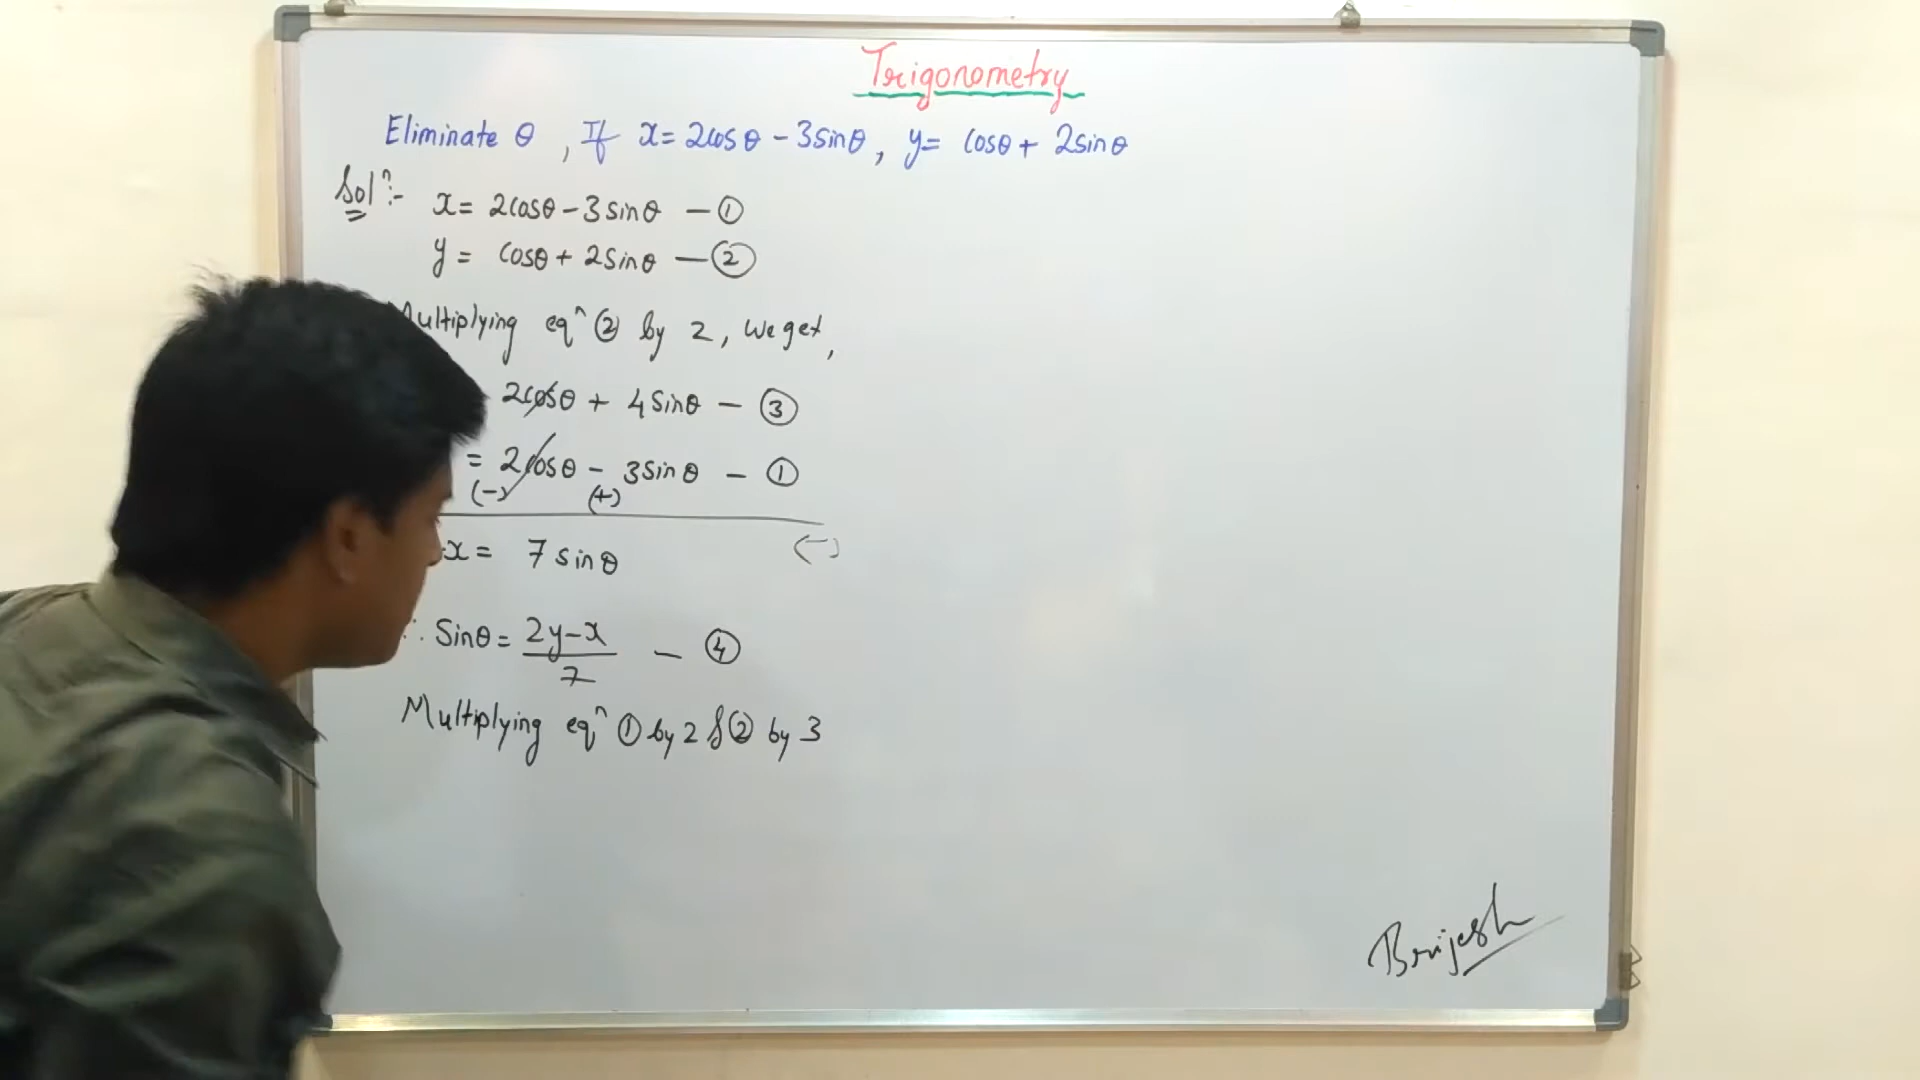 Trigonometry
Eliminate θ , If x= 2cosθ - 3sinθ, y= cosθ + 2sinθ
Solⁿ:- x= 2cosθ - 3sinθ - ①
y = cosθ + 2sinθ - ②
Multiplying eqⁿ ② by 2, we get,
2cosθ + 4sinθ - ③
= 2cosθ - 3sinθ - ①
(-) (+)
x = 7sinθ (-)
∴ Sinθ = 2y-x/7 - ④
Multiplying eqⁿ ① by 2 & ② by 3
Brijesh